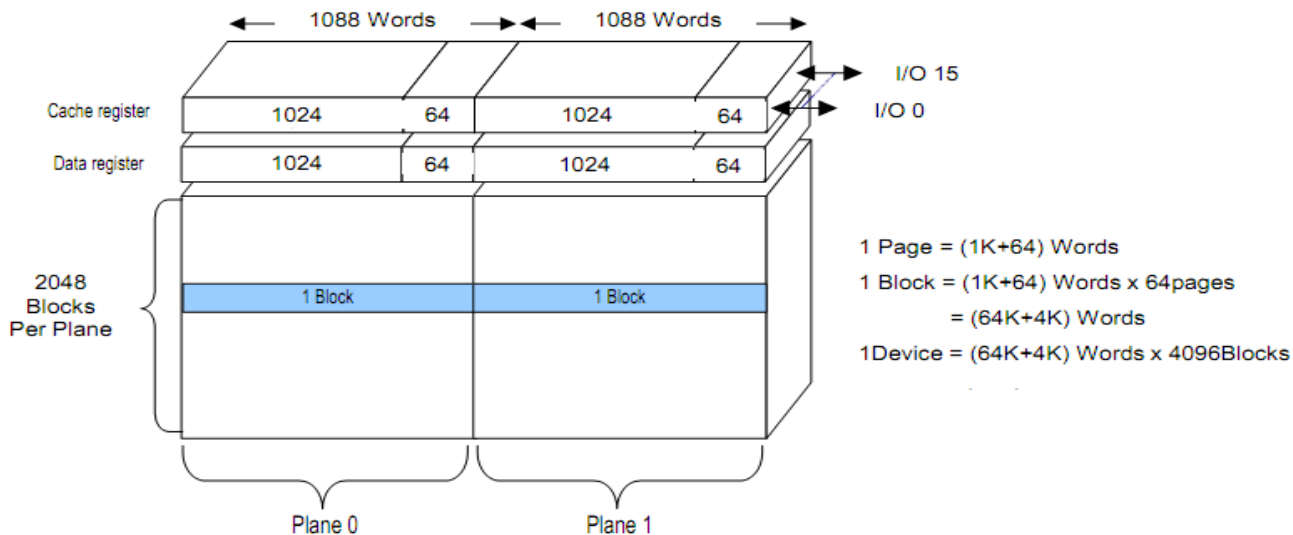 1088 Words 1088 Words
I/O 15
Cache register 1024 64 1024 64 I/O 0
Data register 1024 64 1024 64
1 Page = (1K+64) Words
2048
Blocks
Per Plane
1 Block 1 Block
1 Block = (1K+64) Words x 64pages
= (64K+4K) Words
1Device = (64K+4K) Words x 4096Blocks
Plane 0 Plane 1